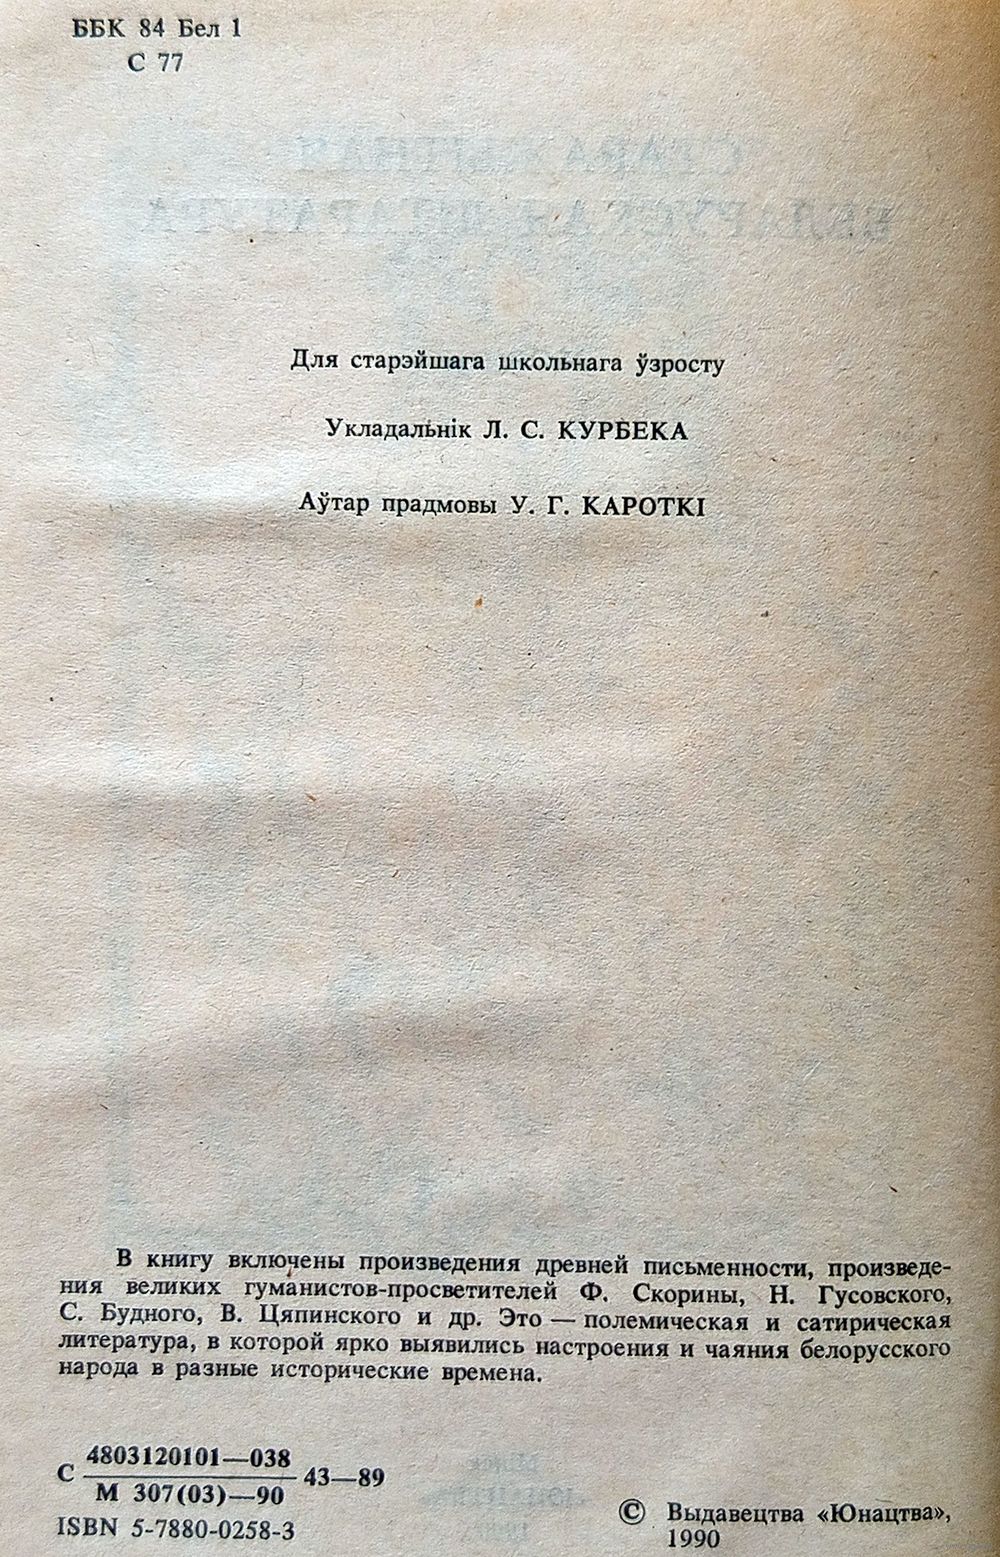 ББК 84 Бел 1
С 77
Для старэйшага школьнага ўзросту
Укладальнік Л. С. КУРБЕКА
Аўтар прадмовы У. Г. КАРОТКІ
В книгу включены произведения древней письменности, произведе-
ния великих гуманистов-просветителей Ф. Скорины, Н. Гусовского,
С. Будного, В. Цяпинского и др. Это — полемическая и сатирическая
литература, в которой ярко выявились настроения и чаяния белорусского
народа в разные исторические времена.
4803120101—038
С 43—89
М 307(03)—90
ISBN 5-7880-0258-3
© Выдавецтва «Юнацтва»,
1990